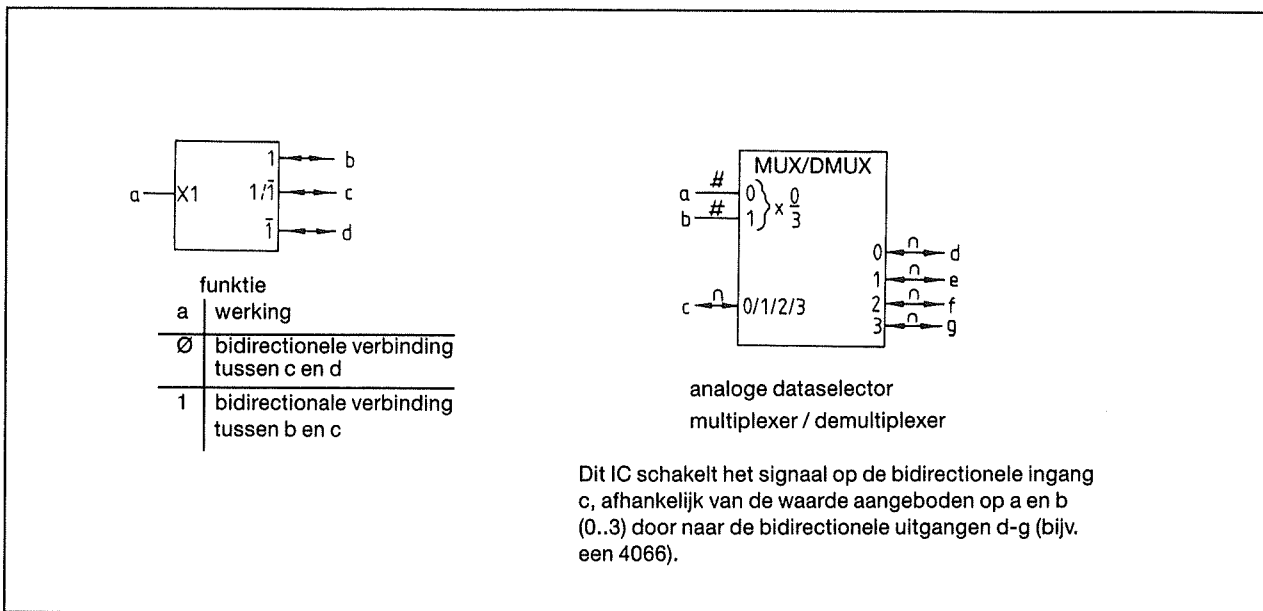 a X1 1 b
1/1̅ c
1̅ d
funktie
a werking
Ø bidirectionele verbinding
tussen c en d
1 bidirectionale verbinding
tussen b en c
MUX/DMUX
a # 0 } x 0/3
b # 1
0 ∩ d
1 ∩ e
c ∩ 0/1/2/3 2 ∩ f
3 ∩ g
analoge dataselector
multiplexer / demultiplexer
Dit IC schakelt het signaal op de bidirectionele ingang
c, afhankelijk van de waarde aangeboden op a en b
(0..3) door naar de bidirectionele uitgangen d-g (bijv.
een 4066).